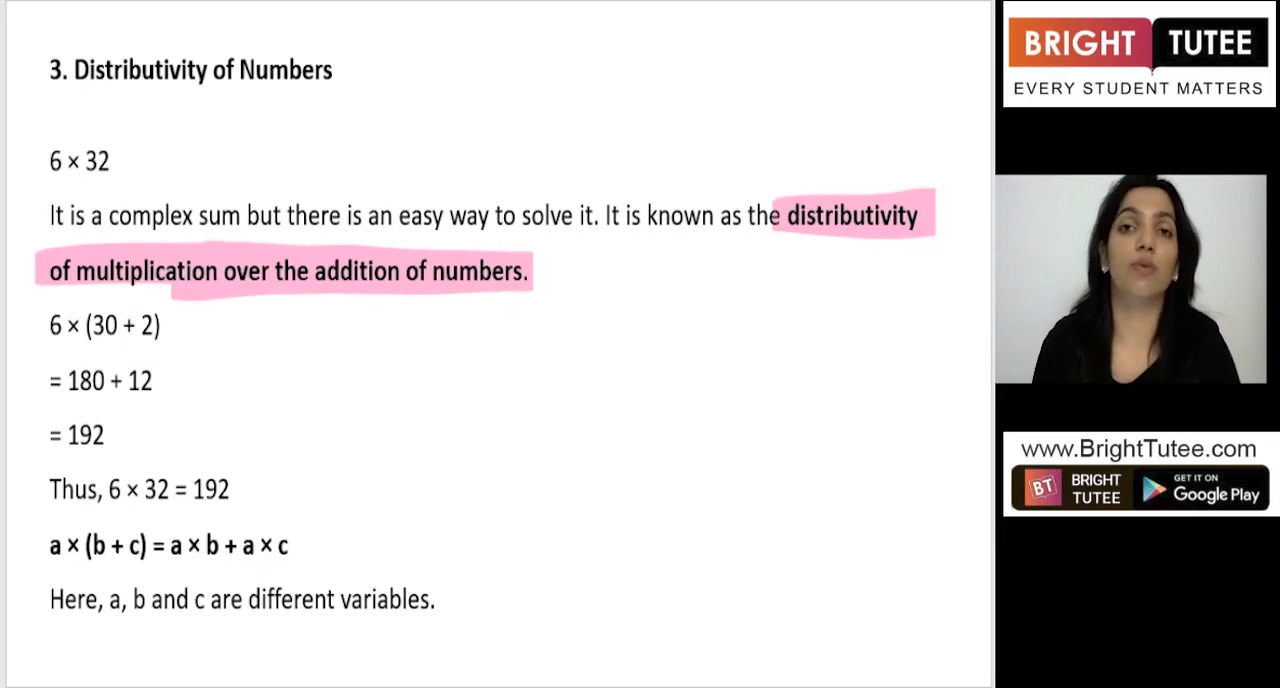 3. Distributivity of Numbers
6 × 32
It is a complex sum but there is an easy way to solve it. It is known as the distributivity
of multiplication over the addition of numbers.
6 × (30 + 2)
= 180 + 12
= 192
Thus, 6 × 32 = 192
a × (b + c) = a × b + a × c
Here, a, b and c are different variables.
BRIGHT TUTEE
EVERY STUDENT MATTERS
www.BrightTutee.com
BT BRIGHT TUTEE
GET IT ON
Google Play